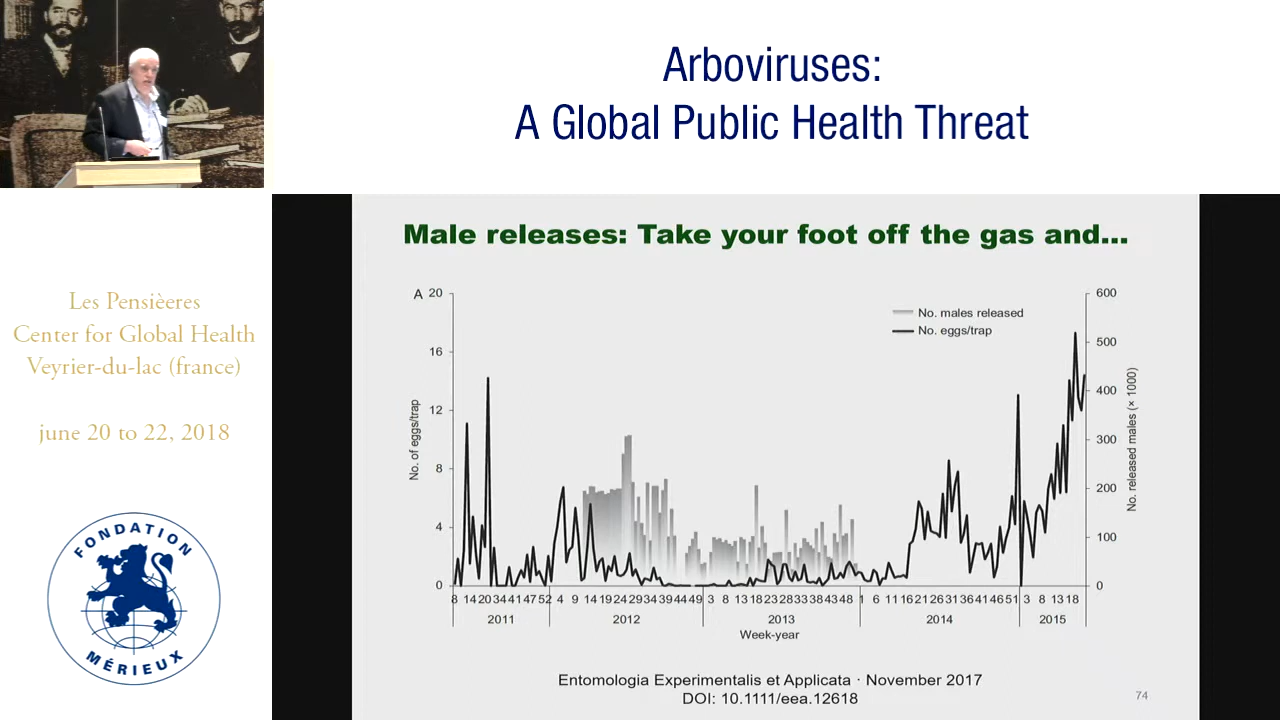 Arboviruses:
A Global Public Health Threat
Les Pensièeres
Center for Global Health
Veyrier-du-lac (france)
june 20 to 22, 2018
FONDATION
MÉRIEUX
Male releases: Take your foot off the gas and...
A
20
16
12
8
4
0
No. of eggs/trap
No. males released
No. eggs/trap
600
500
400
300
200
100
0
No. released males (× 1000)
8 14 20 34 41 47 52 4 9 14 19 24 29 34 39 44 49 3 8 13 18 23 28 33 38 43 48 1 6 11 16 21 26 31 36 41 46 51 3 8 13 18
2011 2012 2013 2014 2015
Week-year
Entomologia Experimentalis et Applicata · November 2017
DOI: 10.1111/eea.12618
74